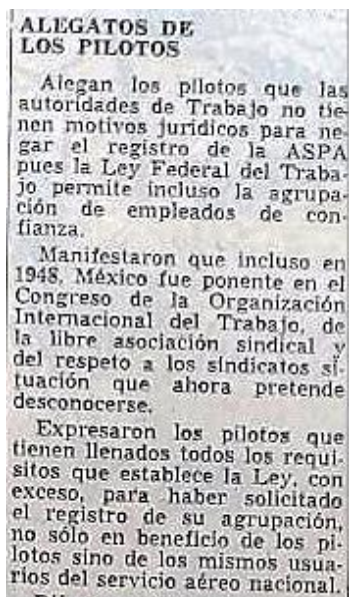 ALEGATOS DE
LOS PILOTOS
Alegan los pilotos que las
autoridades de Trabajo no tie-
nen motivos jurídicos para ne-
gar el registro de la ASPA
pues la Ley Federal del Traba-
jo permite incluso la agrupa-
ción de empleados de con-
fianza.
Manifestaron que incluso en
1948, México fue ponente en el
Congreso de la Organización
Internacional del Trabajo, de
la libre asociación sindical y
del respeto a los sindicatos si-
tuación que ahora pretende
desconocerse.
Expresaron los pilotos que
tienen llenados todos los requi-
sitos que establece la Ley, con
exceso, para haber solicitado
el registro de su agrupación,
no sólo en beneficio de los pi-
lotos sino de los mismos usua-
rios del servicio aéreo nacional.